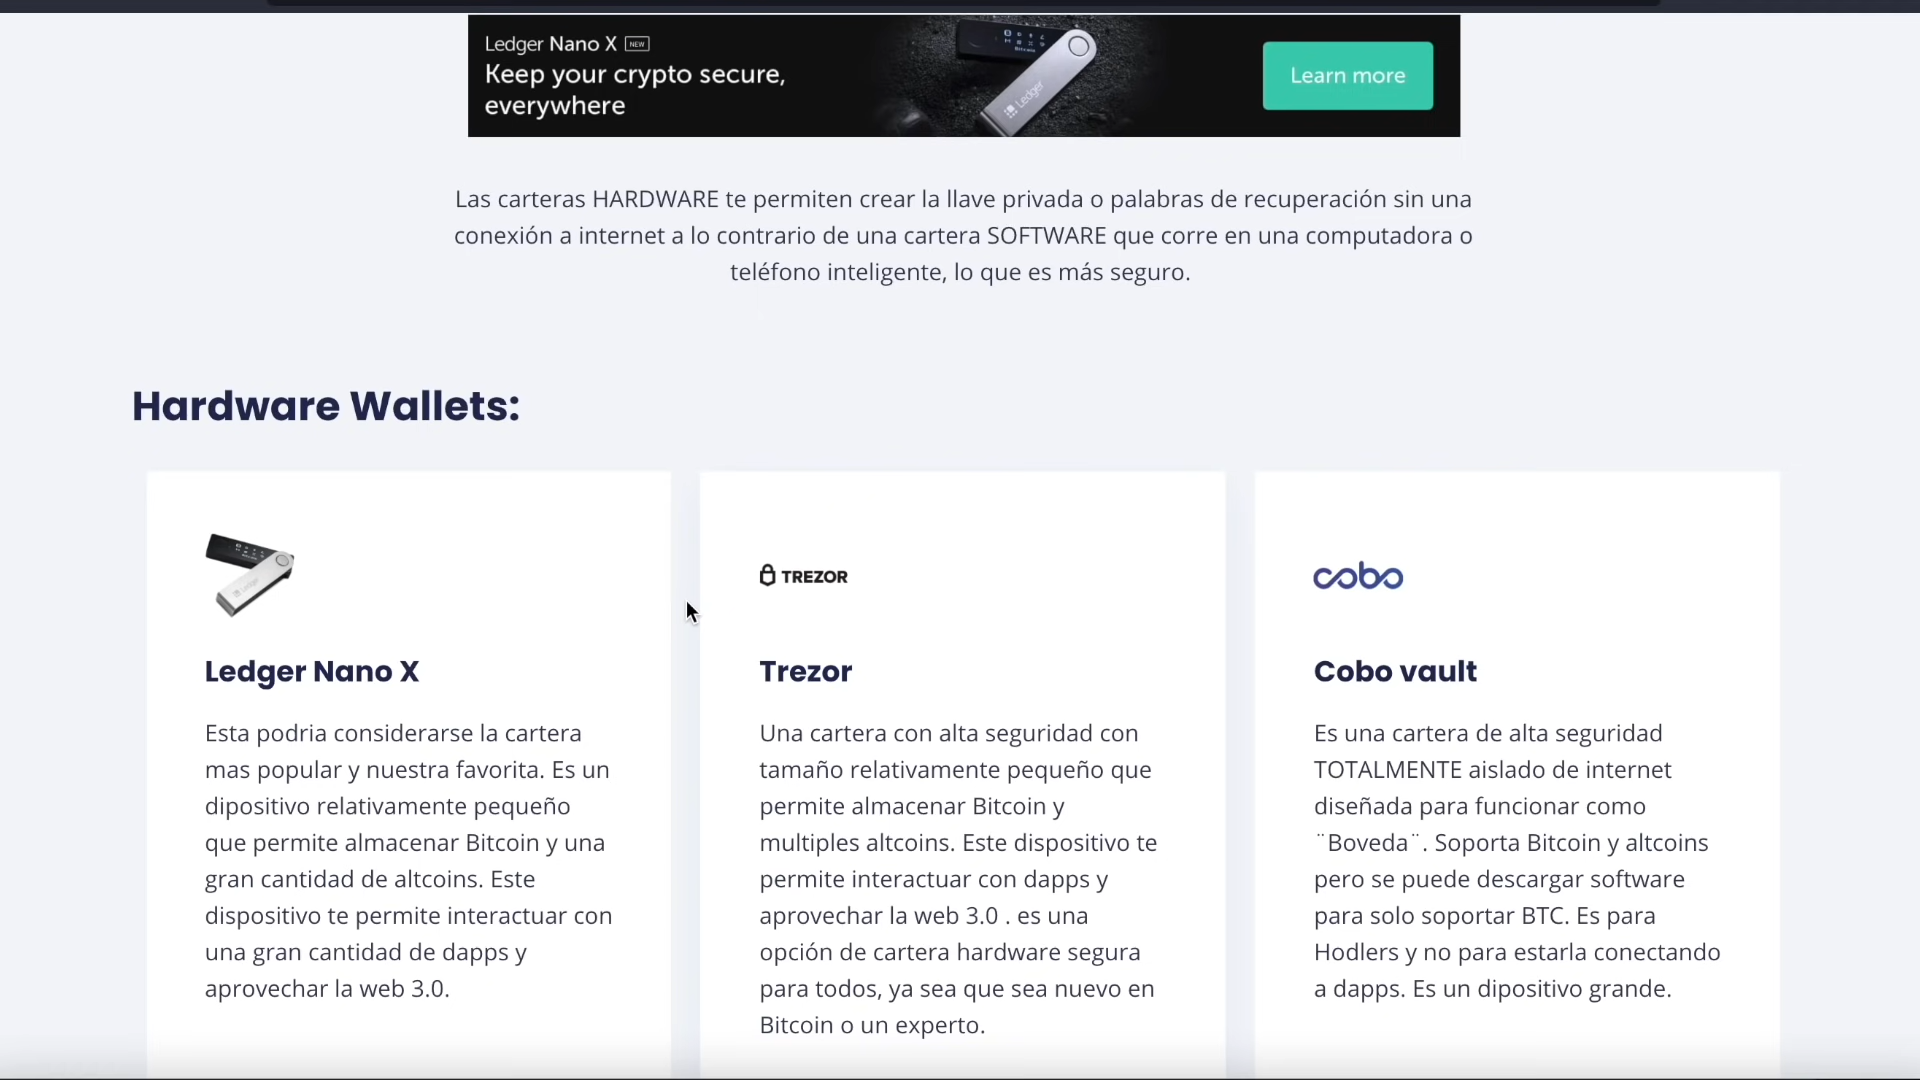 Ledger Nano X NEW
Keep your crypto secure,
everywhere
Ledger
Learn more
Las carteras HARDWARE te permiten crear la llave privada o palabras de recuperación sin una
conexión a internet a lo contrario de una cartera SOFTWARE que corre en una computadora o
teléfono inteligente, lo que es más seguro.
Hardware Wallets:
Ledger Nano X
Esta podria considerarse la cartera
mas popular y nuestra favorita. Es un
dipositivo relativamente pequeño
que permite almacenar Bitcoin y una
gran cantidad de altcoins. Este
dispositivo te permite interactuar con
una gran cantidad de dapps y
aprovechar la web 3.0.
TREZOR
Trezor
Una cartera con alta seguridad con
tamaño relativamente pequeño que
permite almacenar Bitcoin y
multiples altcoins. Este dispositivo te
permite interactuar con dapps y
aprovechar la web 3.0 . es una
opción de cartera hardware segura
para todos, ya sea que sea nuevo en
Bitcoin o un experto.
cobo
Cobo vault
Es una cartera de alta seguridad
TOTALMENTE aislado de internet
diseñada para funcionar como
¨Boveda¨. Soporta Bitcoin y altcoins
pero se puede descargar software
para solo soportar BTC. Es para
Hodlers y no para estarla conectando
a dapps. Es un dipositivo grande.